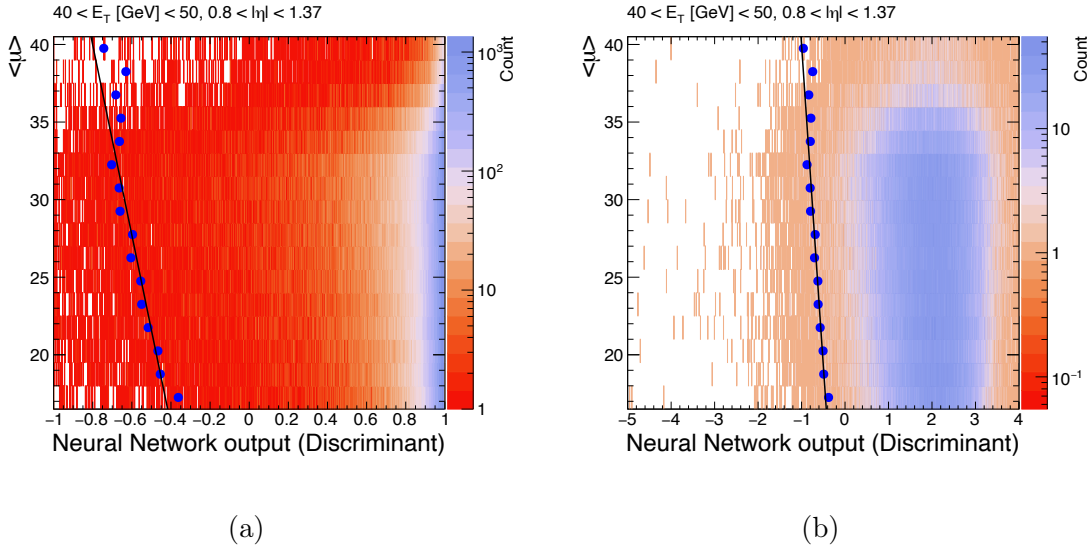 40 < E_T [GeV] < 50, 0.8 < |η| < 1.37
<μ>
40
35
30
25
20
−1 −0.8 −0.6 −0.4 −0.2 0 0.2 0.4 0.6 0.8 1
Neural Network output (Discriminant)
Count
10³
10²
10
1
(a)
40 < E_T [GeV] < 50, 0.8 < |η| < 1.37
<μ>
40
35
30
25
20
−5 −4 −3 −2 −1 0 1 2 3 4
Neural Network output (Discriminant)
Count
10
1
10⁻¹
(b)